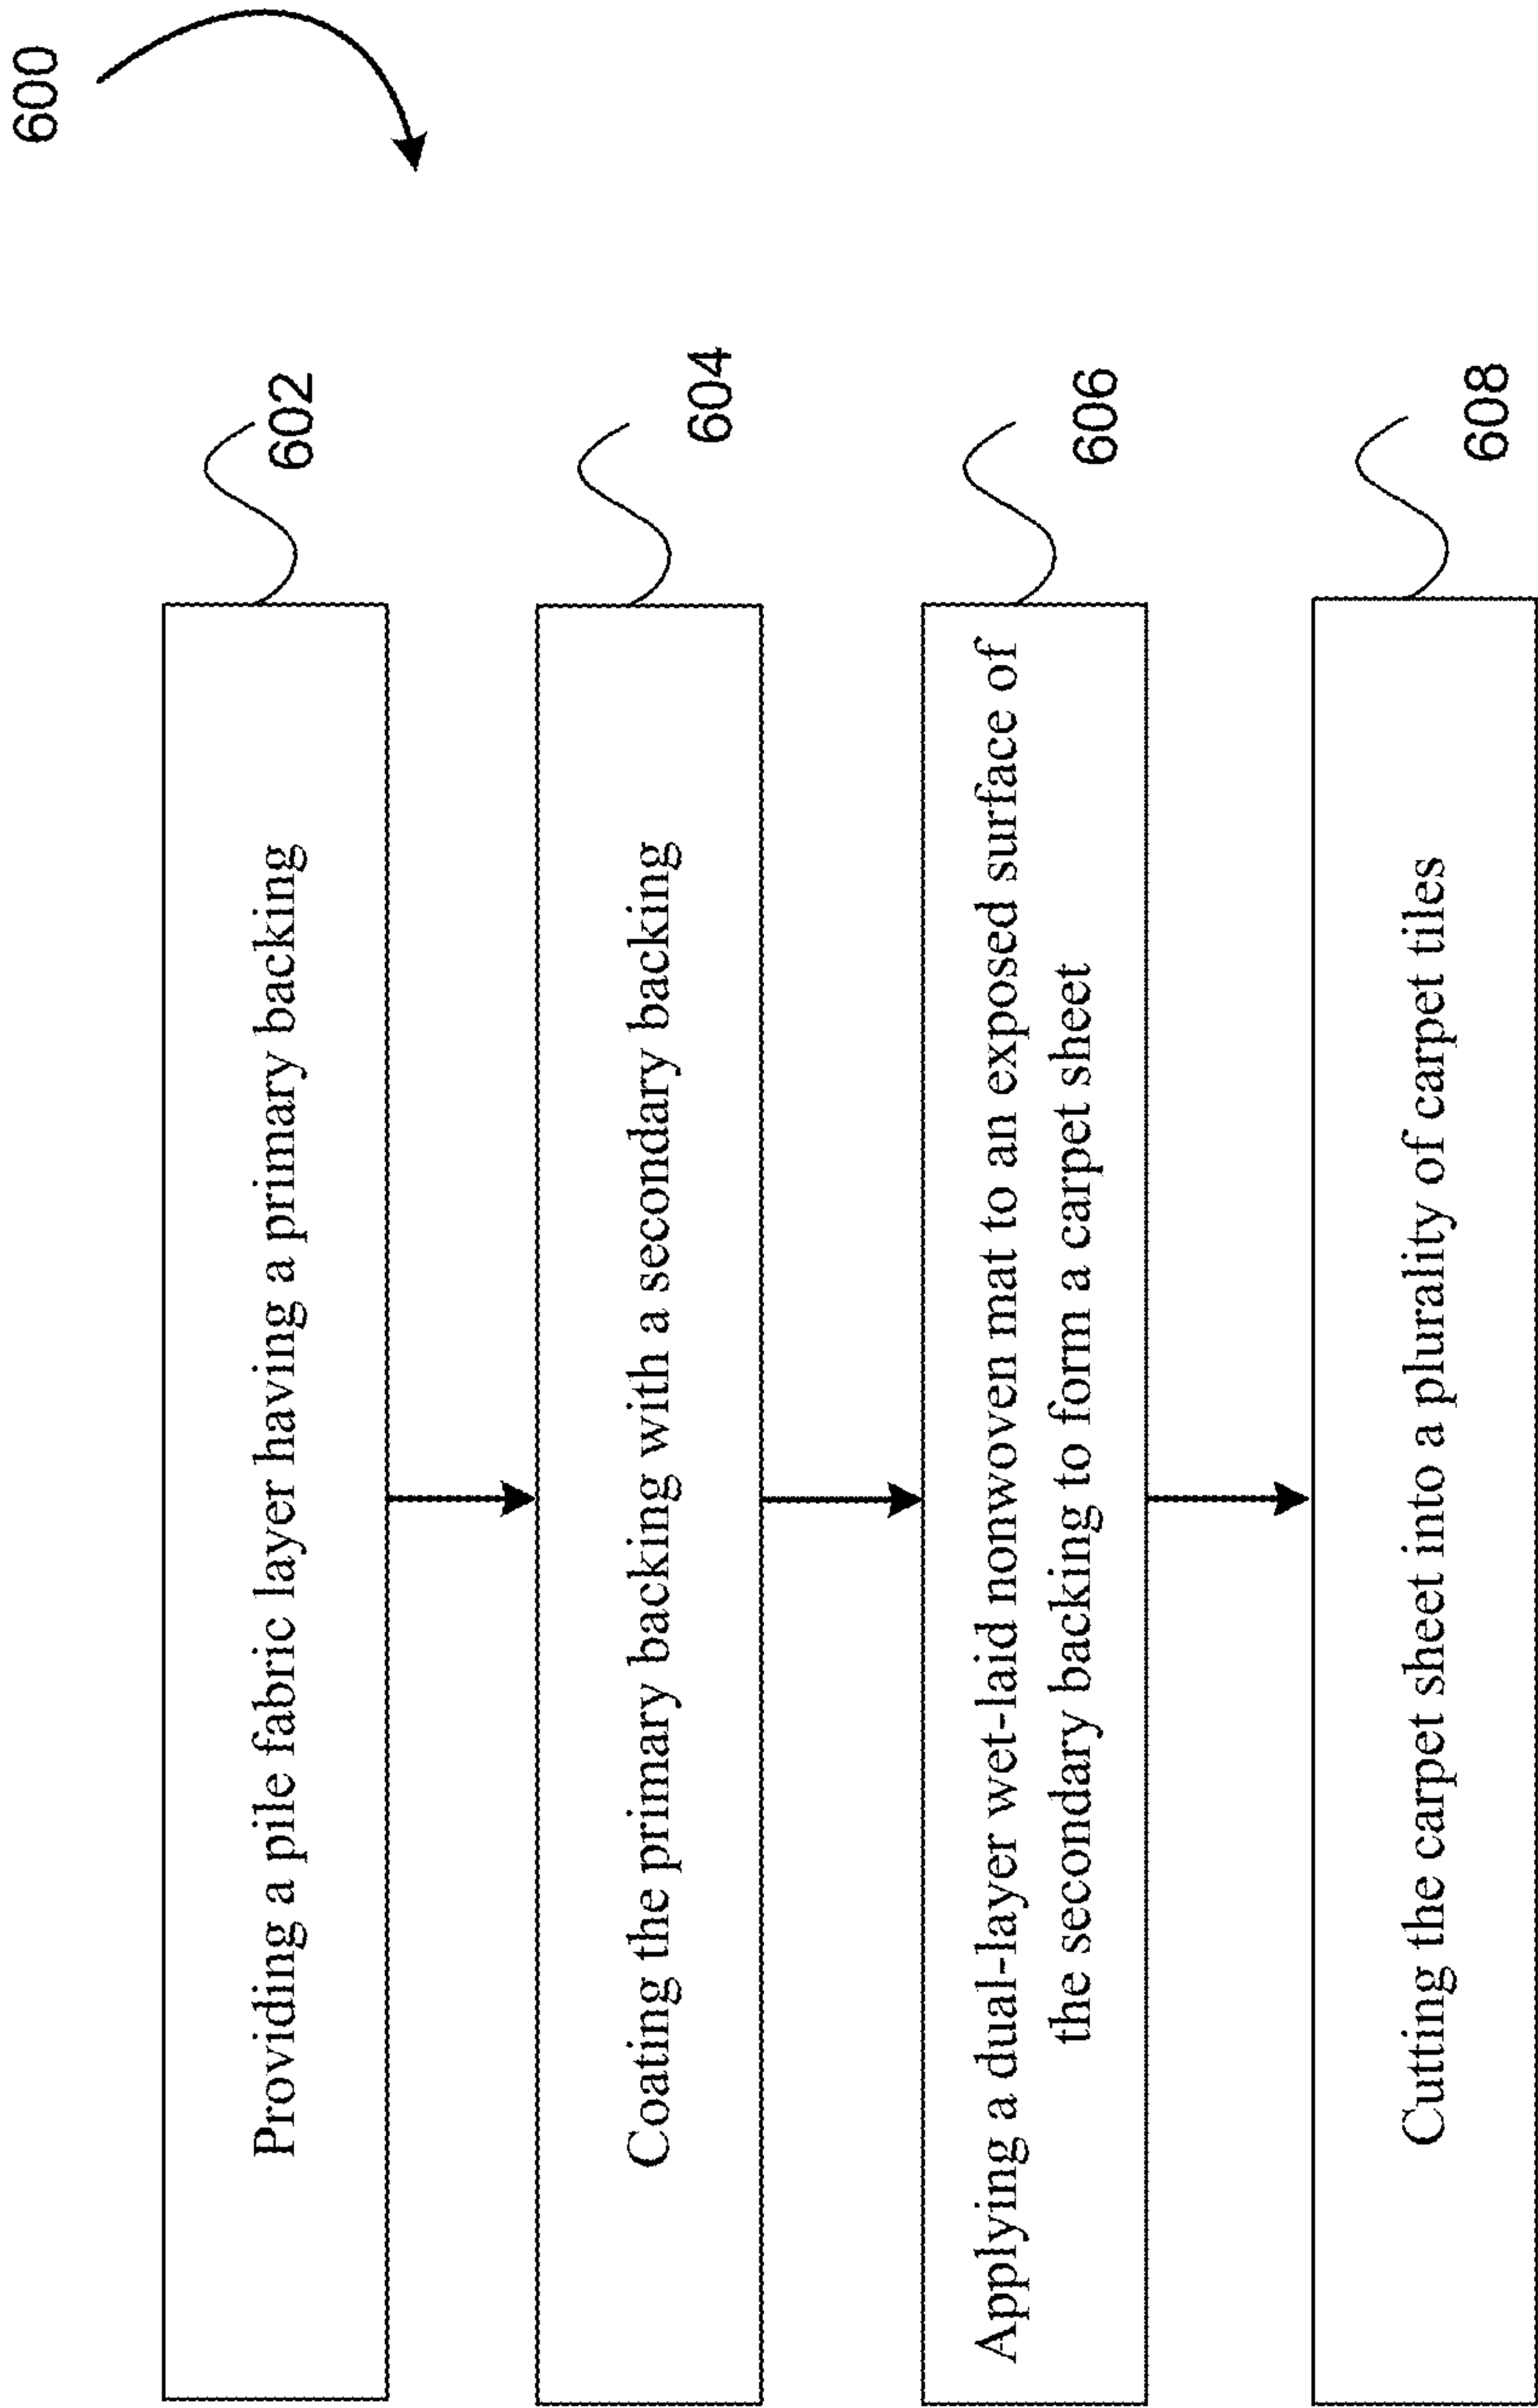 600
Providing a pile fabric layer having a primary backing
602
Coating the primary backing with a secondary backing
604
Applying a dual-layer wet-laid nonwoven mat to an exposed surface of
the secondary backing to form a carpet sheet
606
Cutting the carpet sheet into a plurality of carpet tiles
608